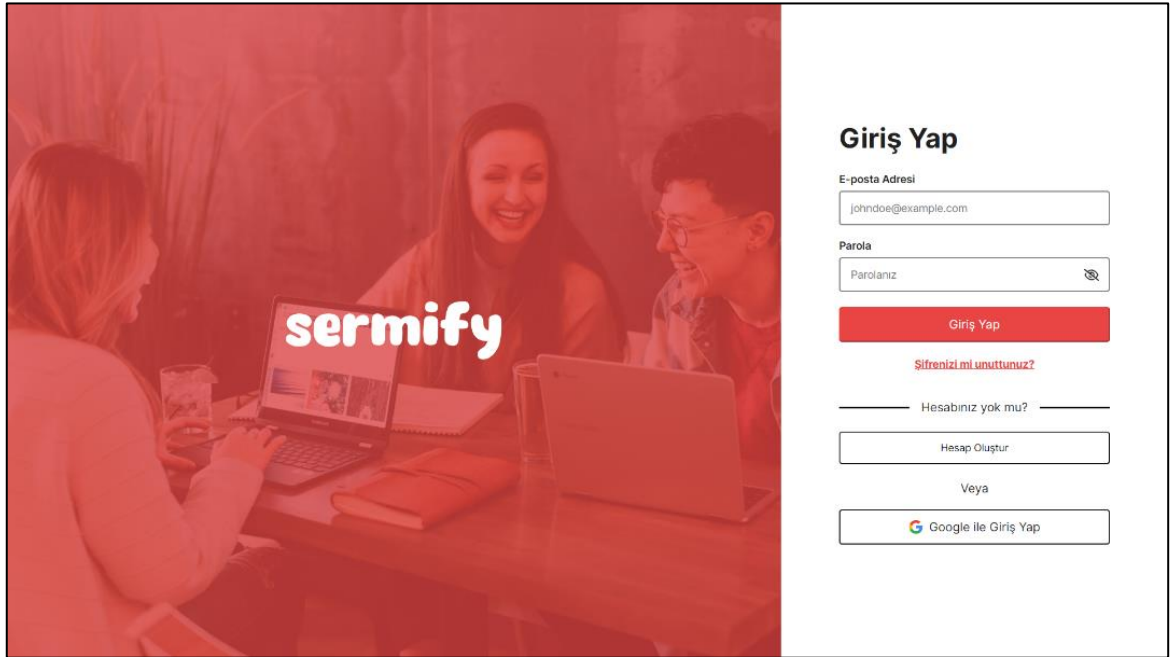 sermify
Giriş Yap
E-posta Adresi
johndoe@example.com
Parola
Parolanız
Giriş Yap
Şifrenizi mi unuttunuz?
Hesabınız yok mu?
Hesap Oluştur
Veya
Google ile Giriş Yap